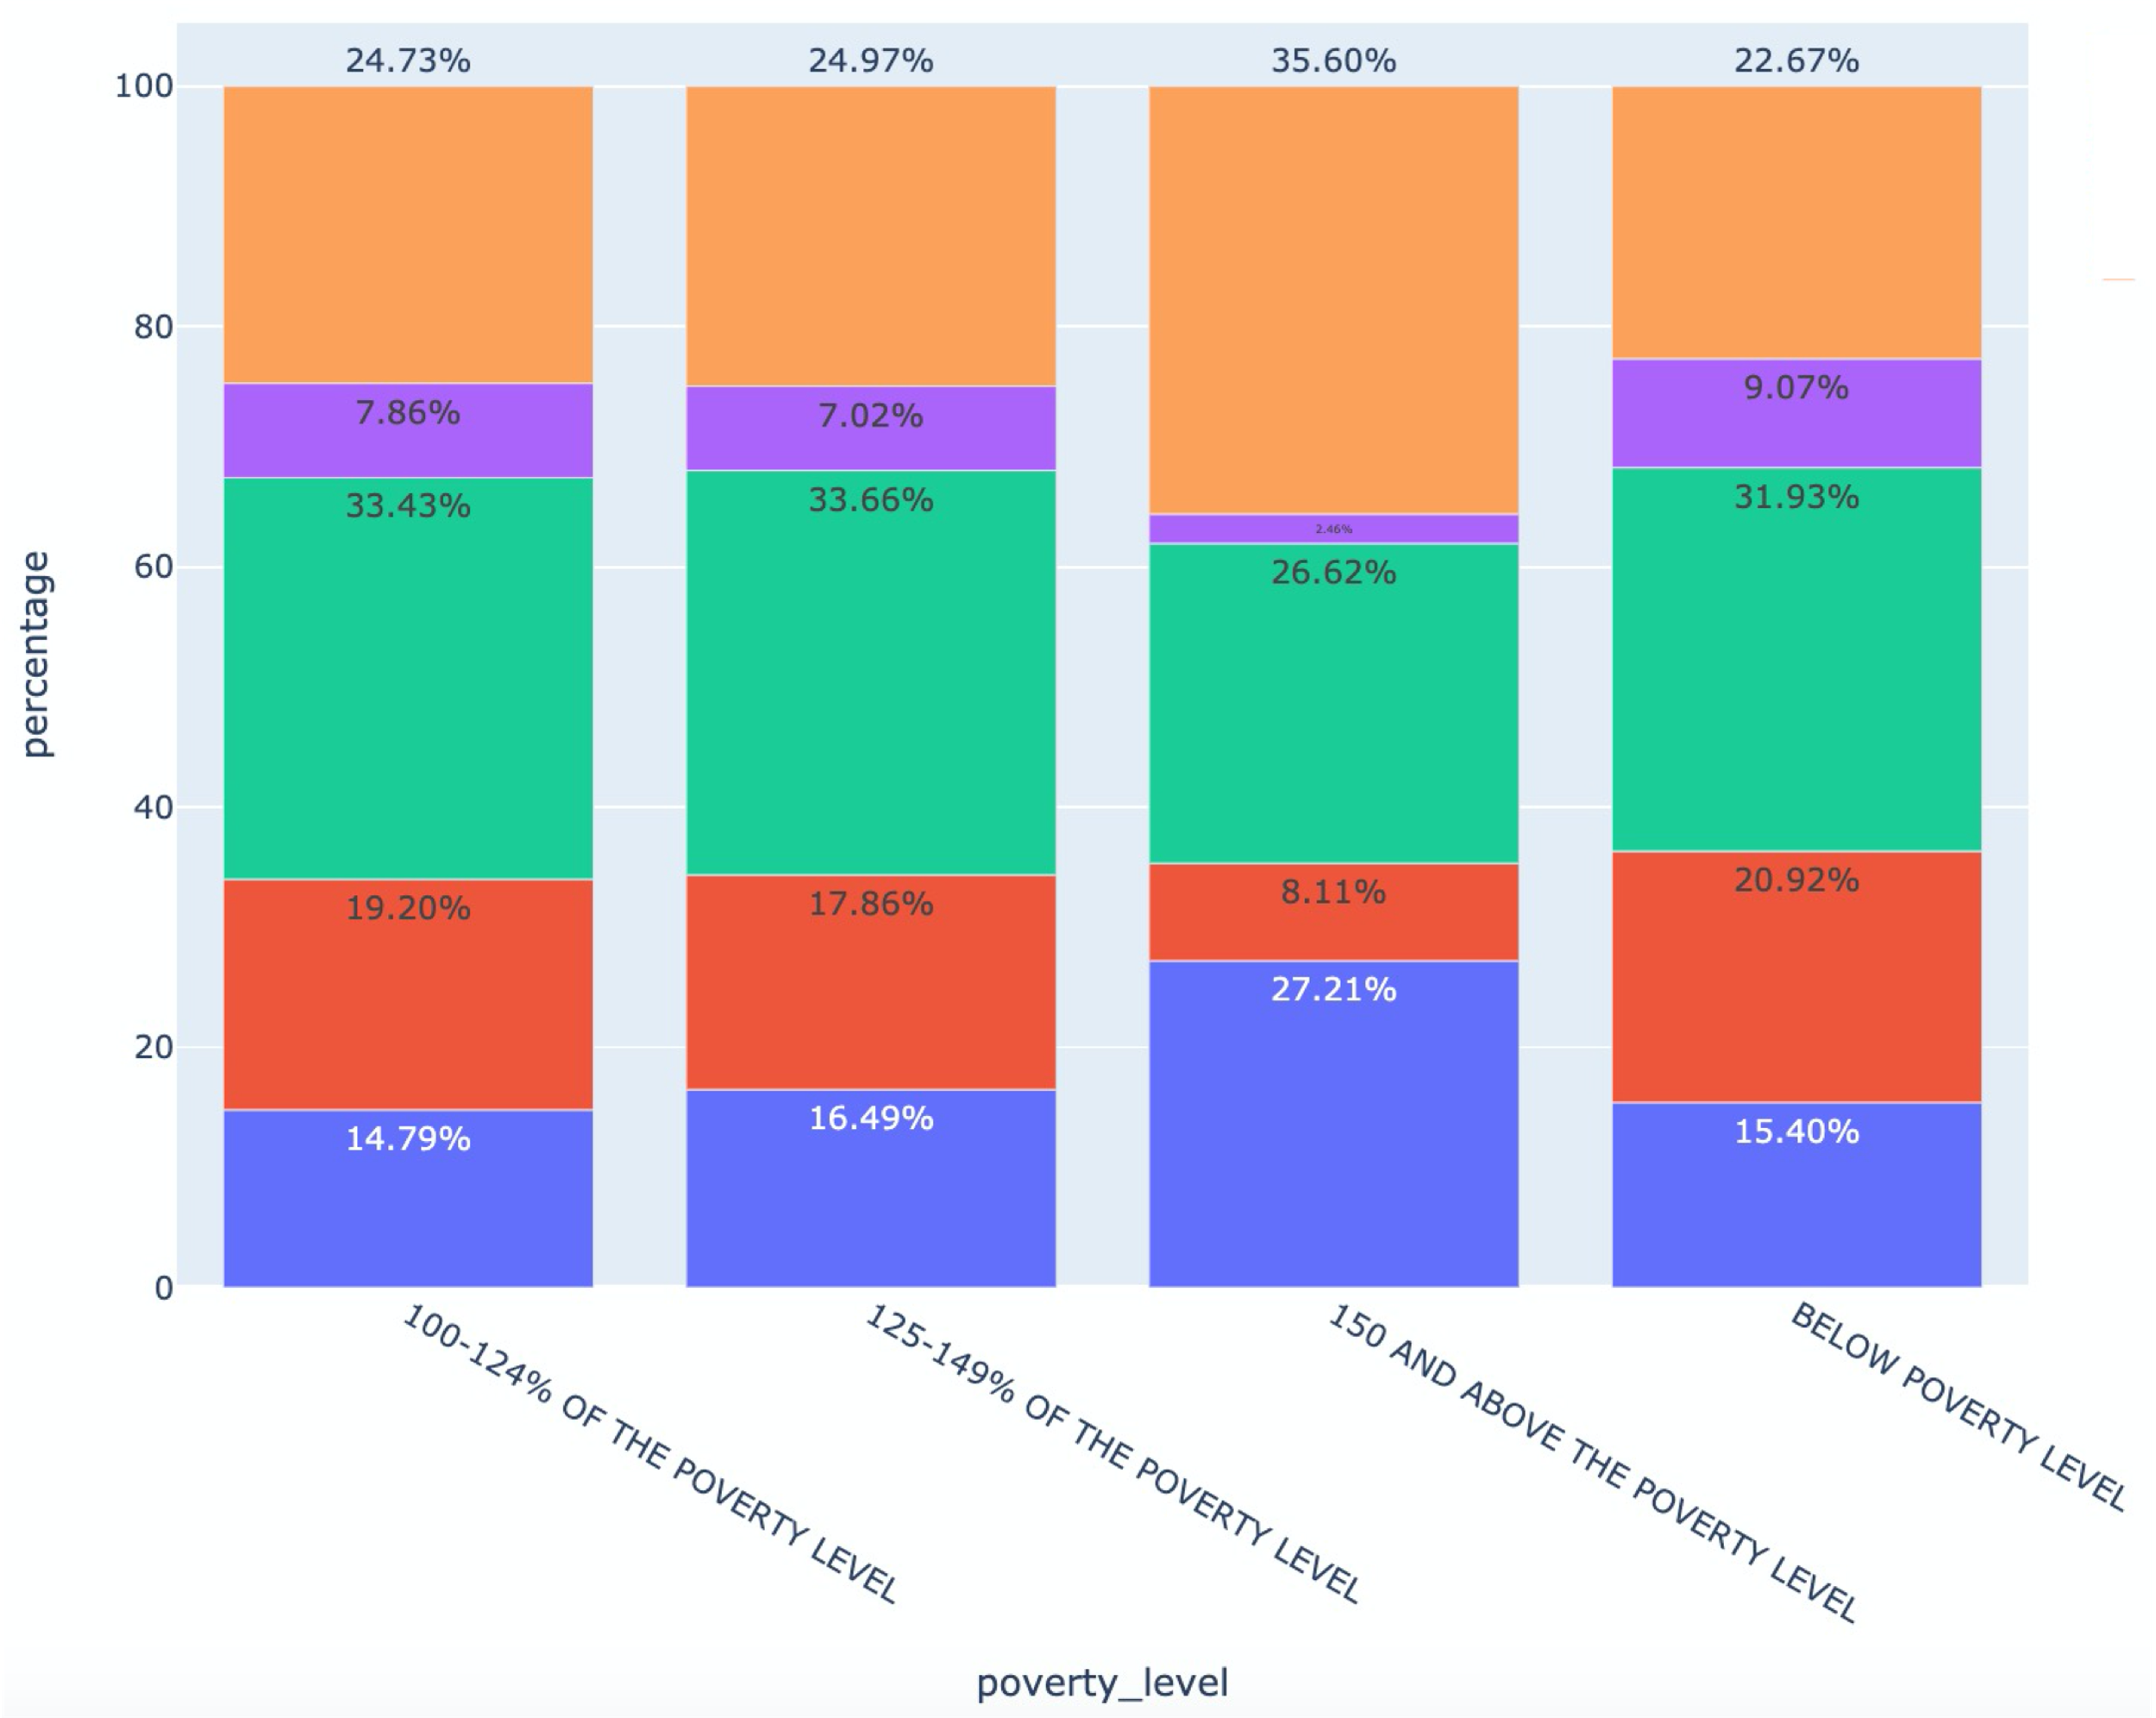 24.73% 24.97% 35.60% 22.67%
100
80
7.86% 7.02% 9.07%
33.43% 33.66% 31.93%
2.46%
60
26.62%
percentage
40
19.20% 17.86% 8.11% 20.92%
27.21%
20
14.79% 16.49% 15.40%
0
100-124% OF THE POVERTY LEVEL
125-149% OF THE POVERTY LEVEL
150 AND ABOVE THE POVERTY LEVEL
BELOW POVERTY LEVEL
poverty_level